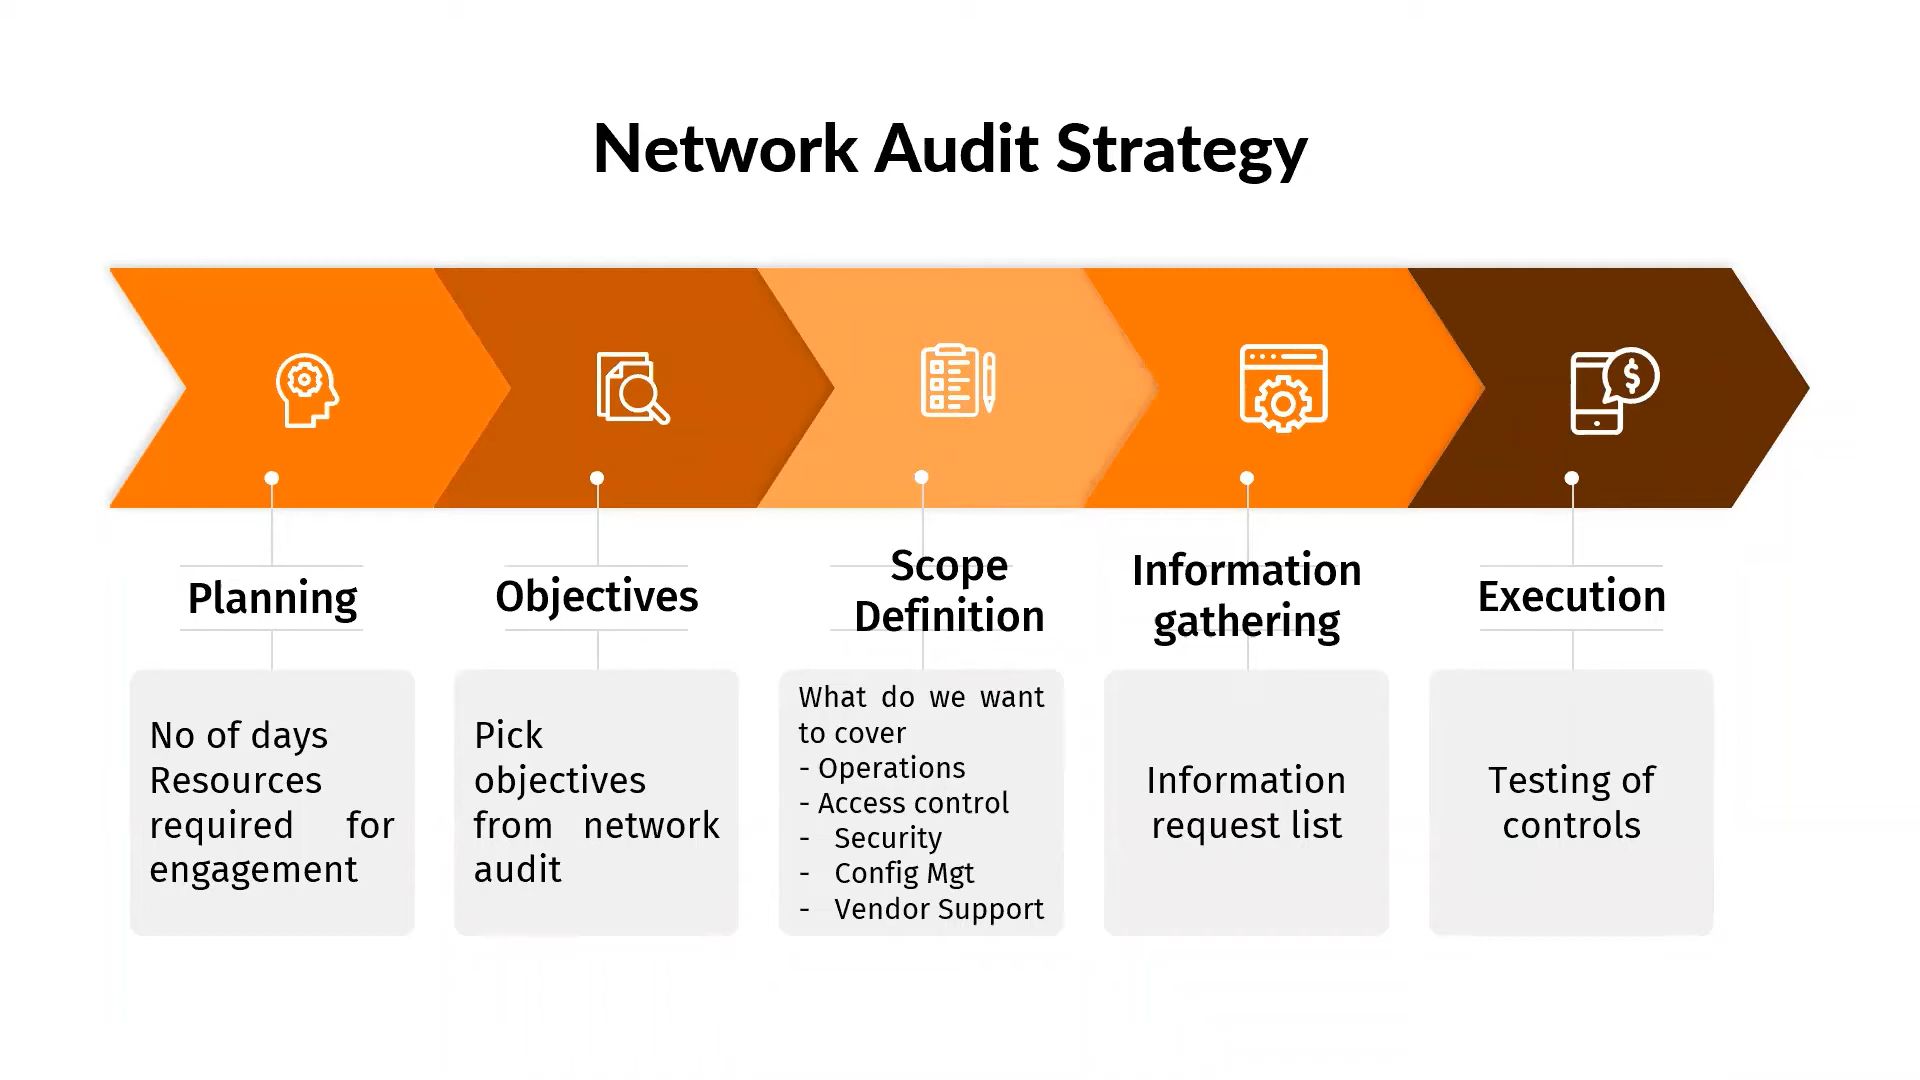 Network Audit Strategy
$
Planning
Objectives
Scope
Definition
Information
gathering
Execution
No of days
Resources
required for
engagement
Pick
objectives
from network
audit
What do we want
to cover
- Operations
- Access control
- Security
- Config Mgt
- Vendor Support
Information
request list
Testing of
controls